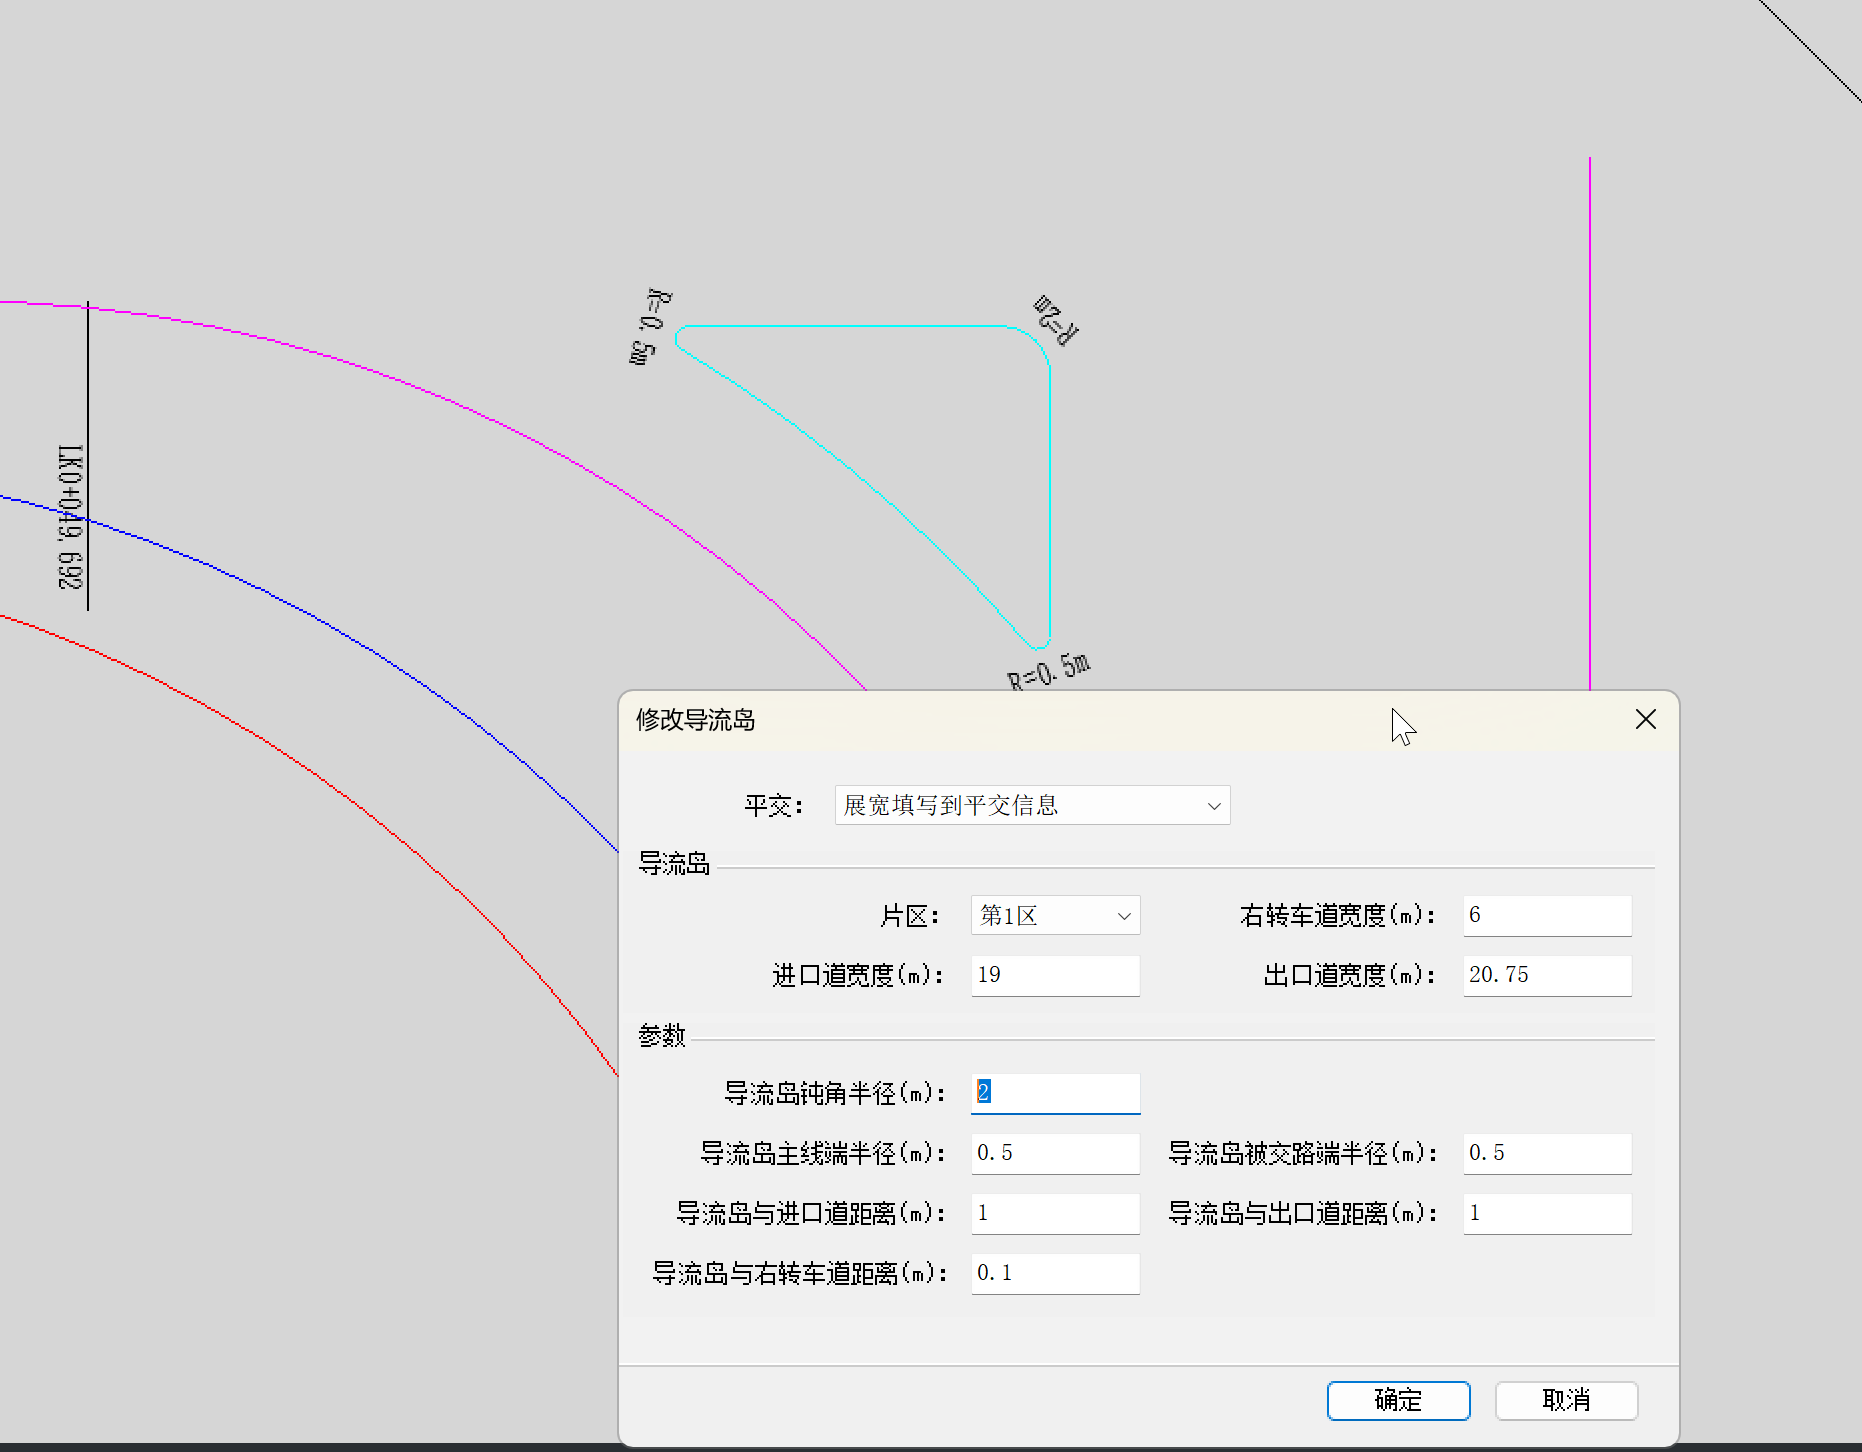 R=0.5m
R=2m
LK0+049.692
R=0.5m
修改导流岛
平交： 展宽填写到平交信息
导流岛
片区： 第1区 右转车道宽度(m)： 6
进口道宽度(m)： 19 出口道宽度(m)： 20.75
参数
导流岛钝角半径(m)： 2
导流岛主线端半径(m)： 0.5 导流岛被交路端半径(m)： 0.5
导流岛与进口道距离(m)： 1 导流岛与出口道距离(m)： 1
导流岛与右转车道距离(m)： 0.1
确定 取消